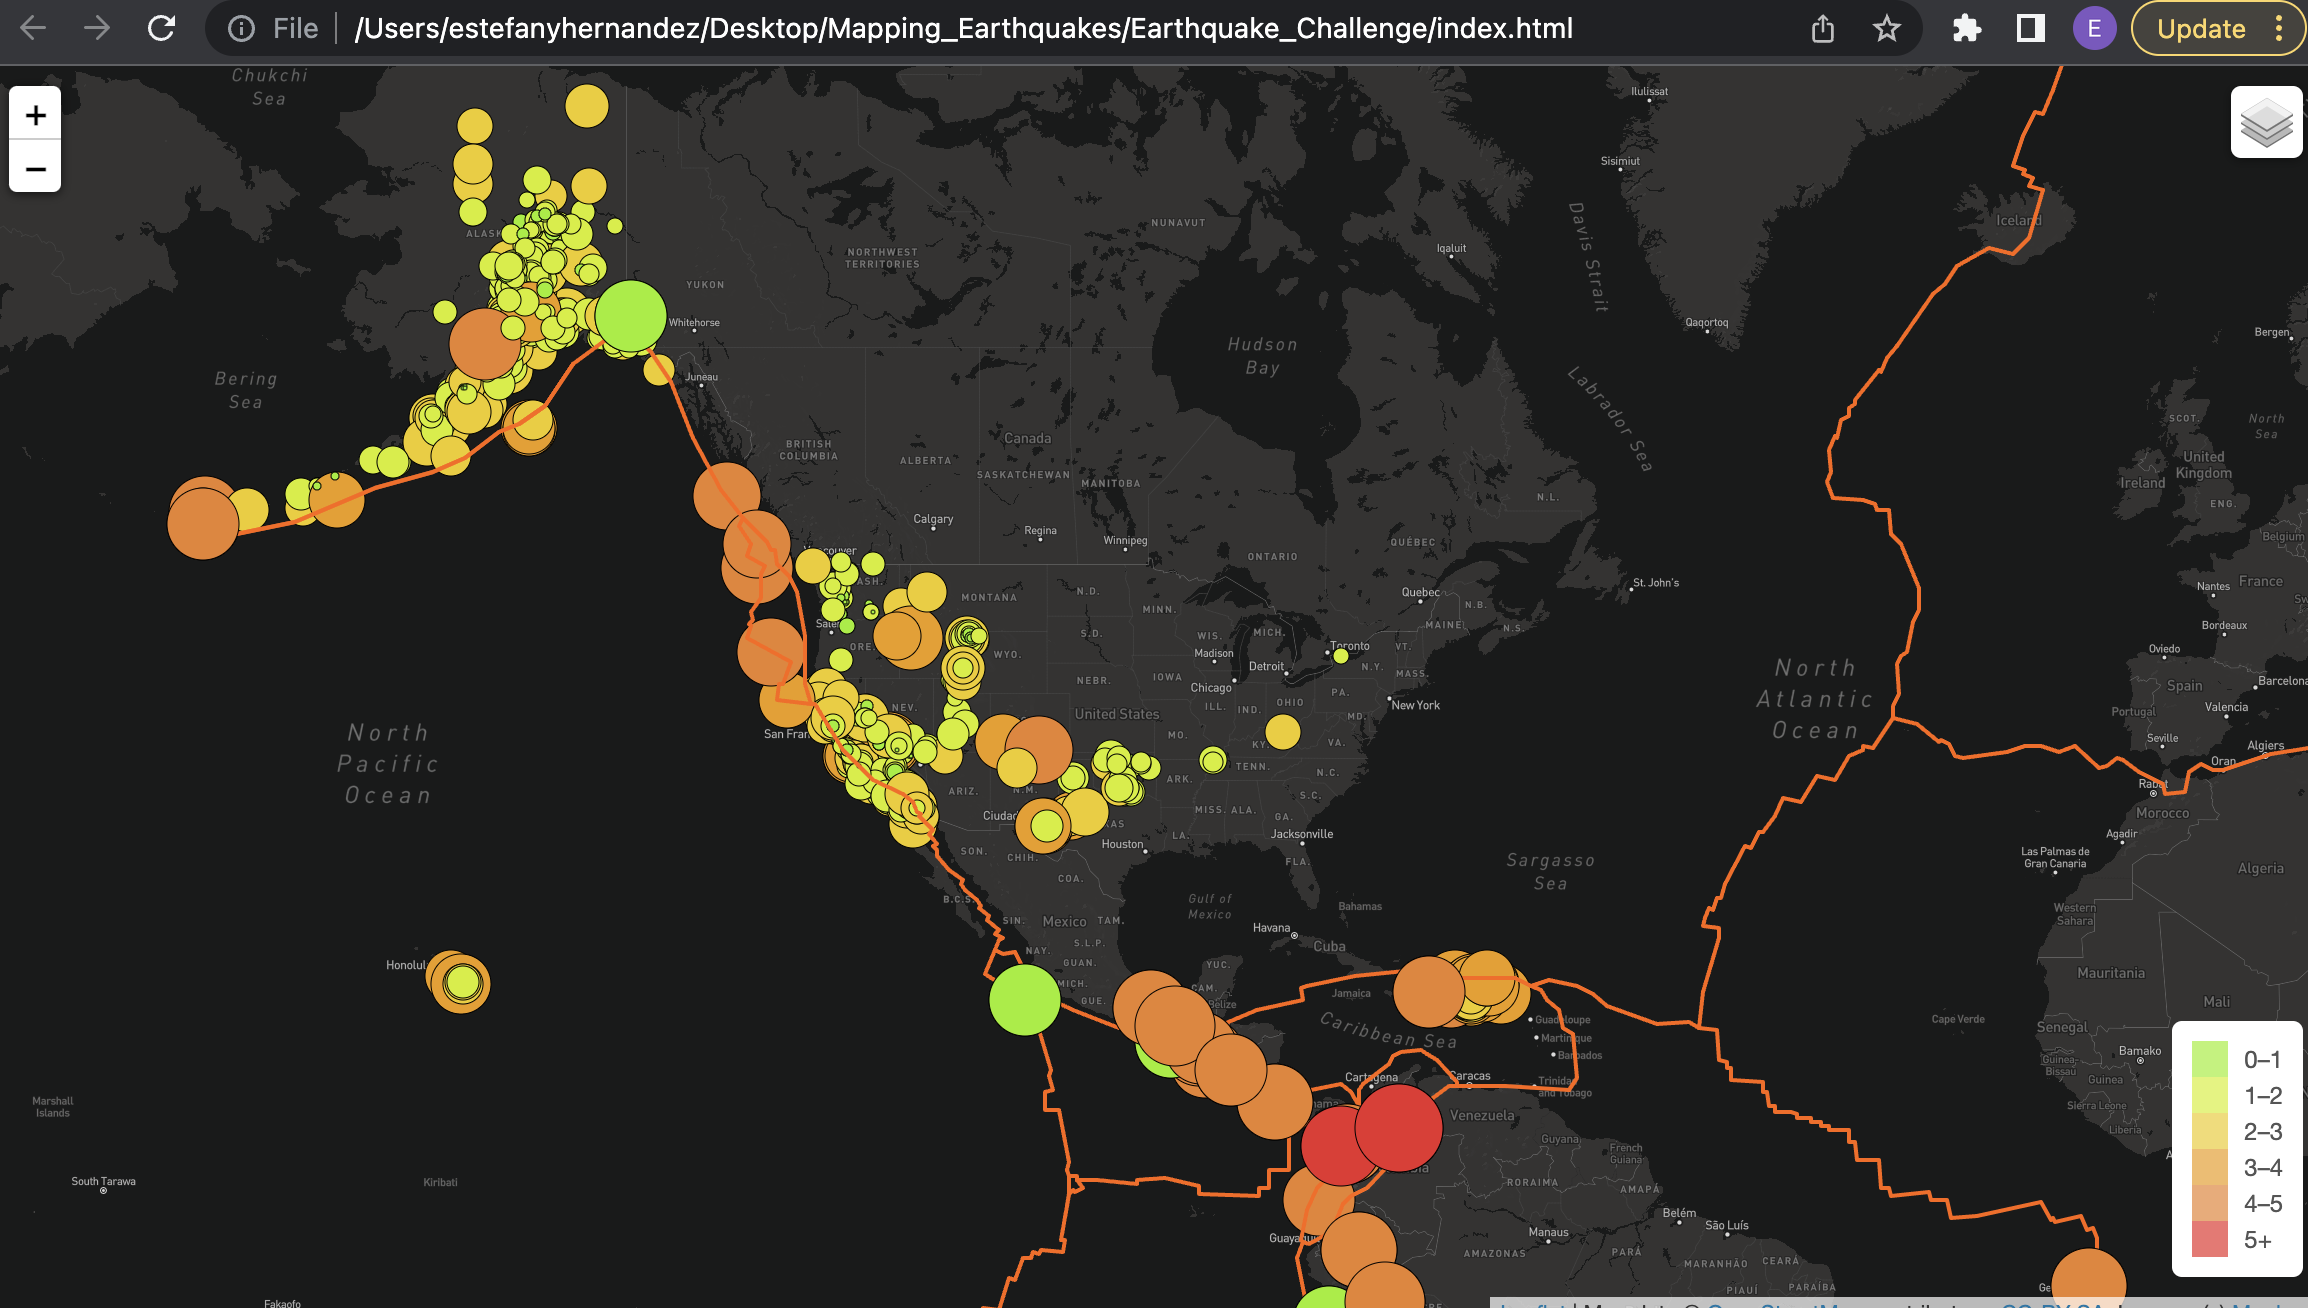 File
/Users/estefanyhernandez/Desktop/Mapping_Earthquakes/Earthquake_Challenge/index.html
E
Update
+
−
Chukchi
Sea
Ilulissat
Sisimiut
Davis Strait
Iceland
NUNAVUT
Iqaluit
NORTHWEST
TERRITORIES
YUKON
Whitehorse
Qaqortoq
Bergen
Hudson
Bay
Labrador Sea
Juneau
Bering
Sea
SCOT.
North
Sea
BRITISH
COLUMBIA
Canada
ALBERTA
SASKATCHEWAN
MANITOBA
United
Kingdom
Ireland
ENG.
N.L.
Calgary
Regina
Winnipeg
ONTARIO
QUÉBEC
Belgium
St. John's
Nantes
France
MONTANA
N.D.
MINN.
Quebec
N.B.
MAINE
N.S.
Bordeaux
ORE.
S.D.
WIS.
MICH.
Toronto
VT.
Madison
Detroit
N.Y.
MASS.
WYO.
Oviedo
NEBR.
IOWA
Chicago
PA.
Spain
Barcelona
NEV.
ILL.
IND.
OHIO
New York
Portugal
Valencia
United States
MD.
San Fran
MO.
KY.
VA.
Seville
Algiers
Oran
TENN.
N.C.
Rabat
ARIZ.
N.M.
ARK.
S.C.
MISS.
ALA.
GA.
Morocco
Ciudad
LA.
Jacksonville
Agadir
Houston
FLA.
SON.
CHIH.
COA.
Las Palmas de
Gran Canaria
Algeria
North
Pacific
Ocean
North
Atlantic
Ocean
Sargasso
Sea
B.C.S.
Gulf of
Mexico
Bahamas
Western
Sahara
SIN.
Mexico
TAM.
Havana
Cuba
S.L.P.
NAY.
GUAN.
YUC.
Honolul
Mauritania
MICH.
CAM.
Jamaica
Mali
GUE.
Belize
Guadeloupe
Cape Verde
Senegal
Caribbean Sea
Martinique
Barbados
Bamako
Guinea-
Bissau
Guinea
Cartagena
Caracas
Trinidad
and Tobago
Sierra Leone
Liberia
Marshall
Islands
Venezuela
Guyana
French
Guiana
South Tarawa
Kiribati
RORAIMA
AMAPÁ
Belém
São Luís
Guayaqu
Manaus
AMAZONAS
PARÁ
MARANHÃO
CEARÁ
PIAUÍ
PARAÍBA
Fakaofo
0–1
1–2
2–3
3–4
4–5
5+